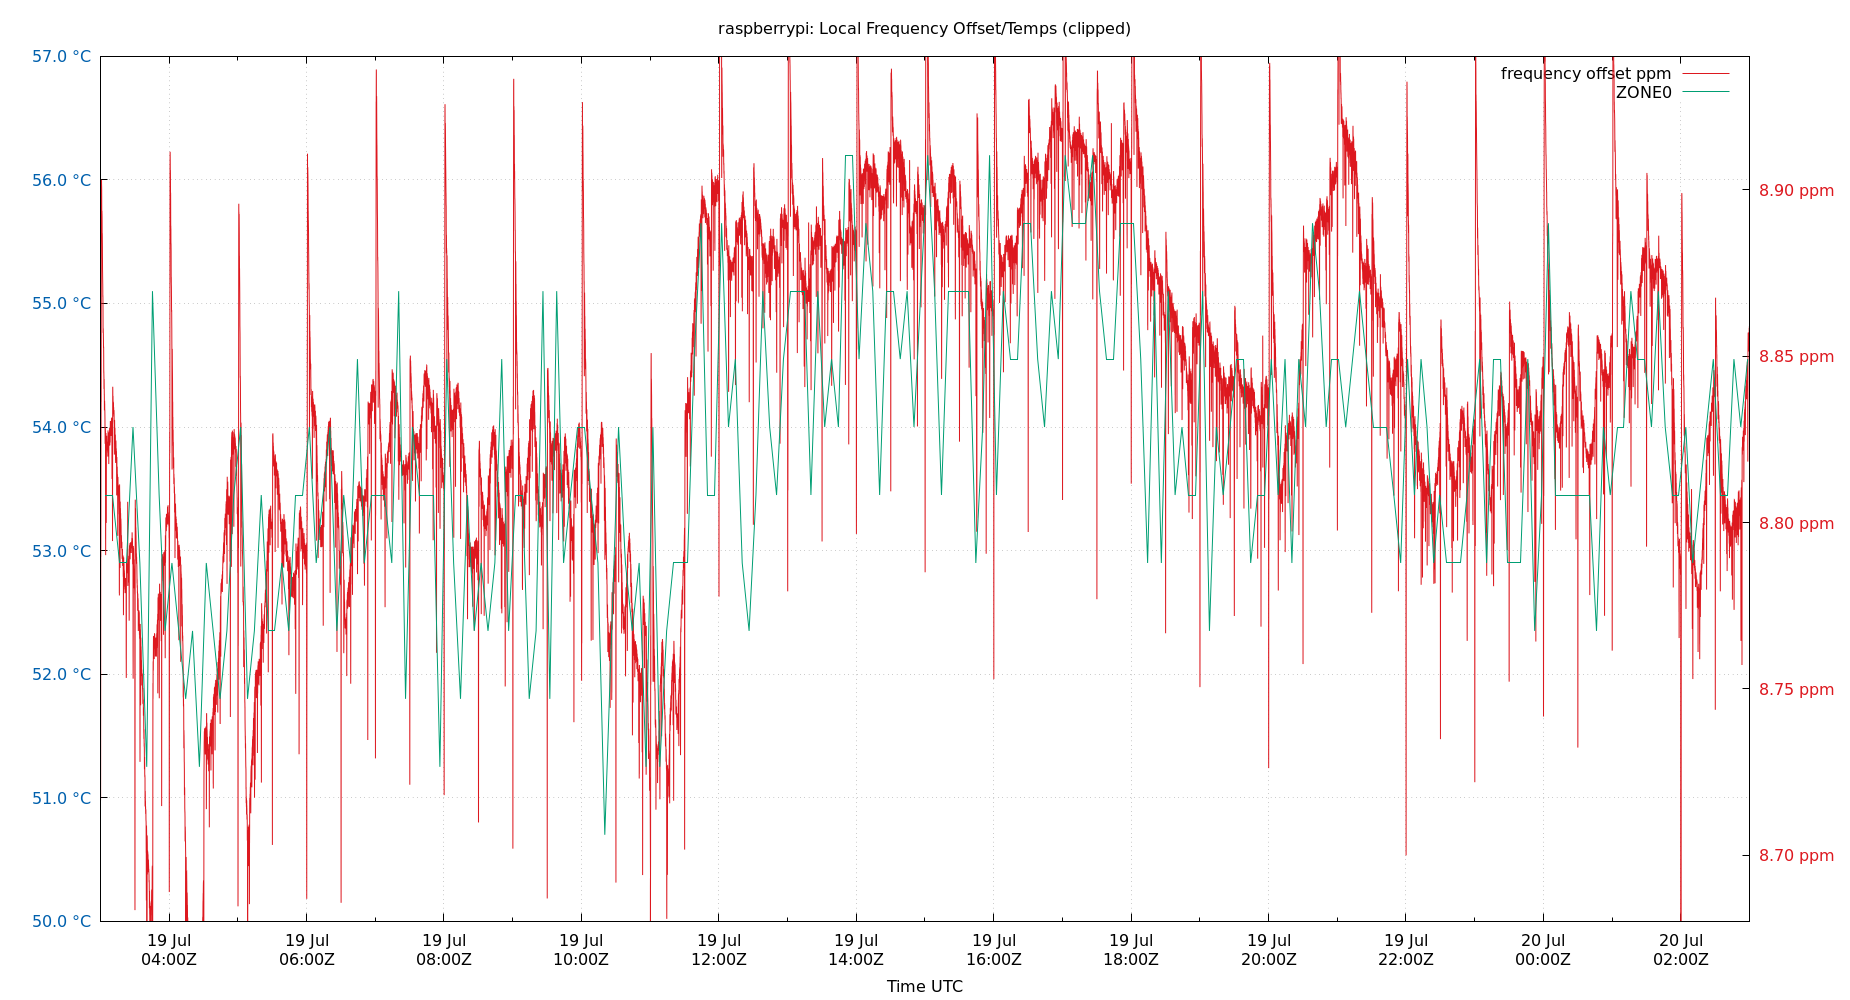 raspberrypi: Local Frequency Offset/Temps (clipped)
57.0 °C
56.0 °C
55.0 °C
54.0 °C
53.0 °C
52.0 °C
51.0 °C
50.0 °C
frequency offset ppm
ZONE0
8.90 ppm
8.85 ppm
8.80 ppm
8.75 ppm
8.70 ppm
19 Jul 19 Jul 19 Jul 19 Jul 19 Jul 19 Jul 19 Jul 19 Jul 19 Jul 19 Jul 20 Jul 20 Jul
04:00Z 06:00Z 08:00Z 10:00Z 12:00Z 14:00Z 16:00Z 18:00Z 20:00Z 22:00Z 00:00Z 02:00Z
Time UTC